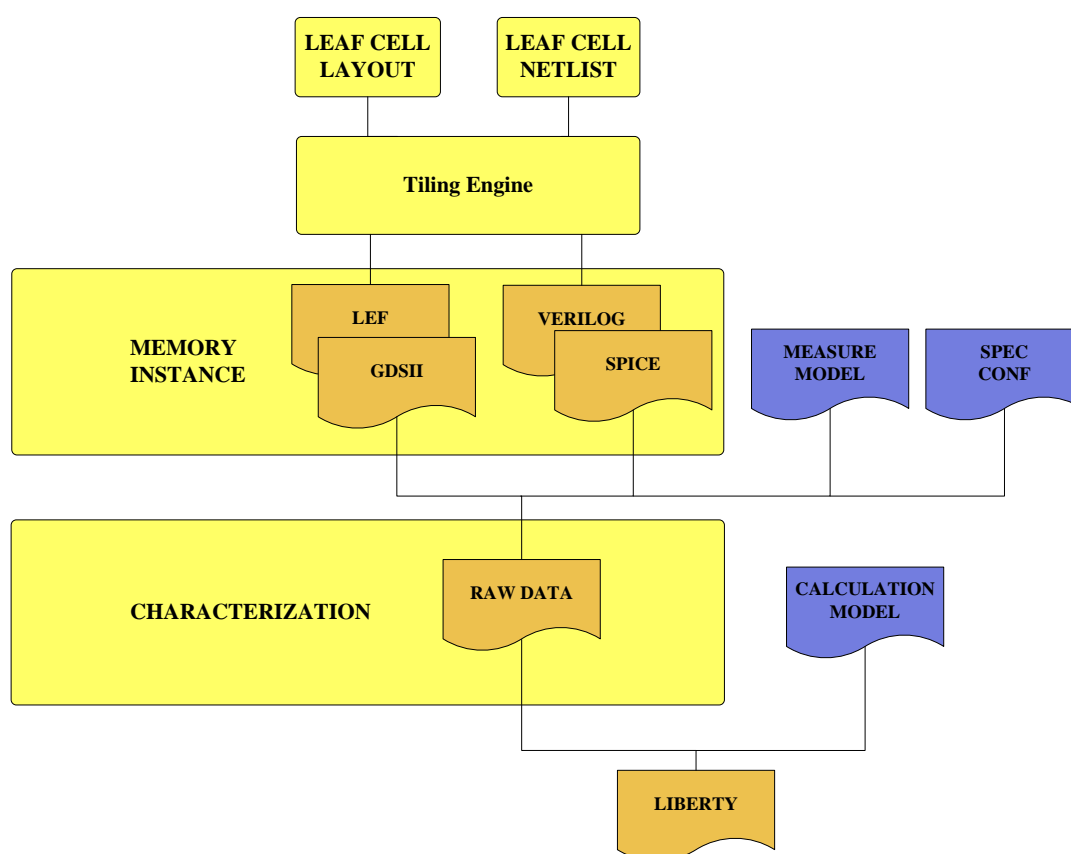 LEAF CELL
LAYOUT
LEAF CELL
NETLIST
Tiling Engine
MEMORY
INSTANCE
LEF
GDSII
VERILOG
SPICE
MEASURE
MODEL
SPEC
CONF
CHARACTERIZATION
RAW DATA
CALCULATION
MODEL
LIBERTY